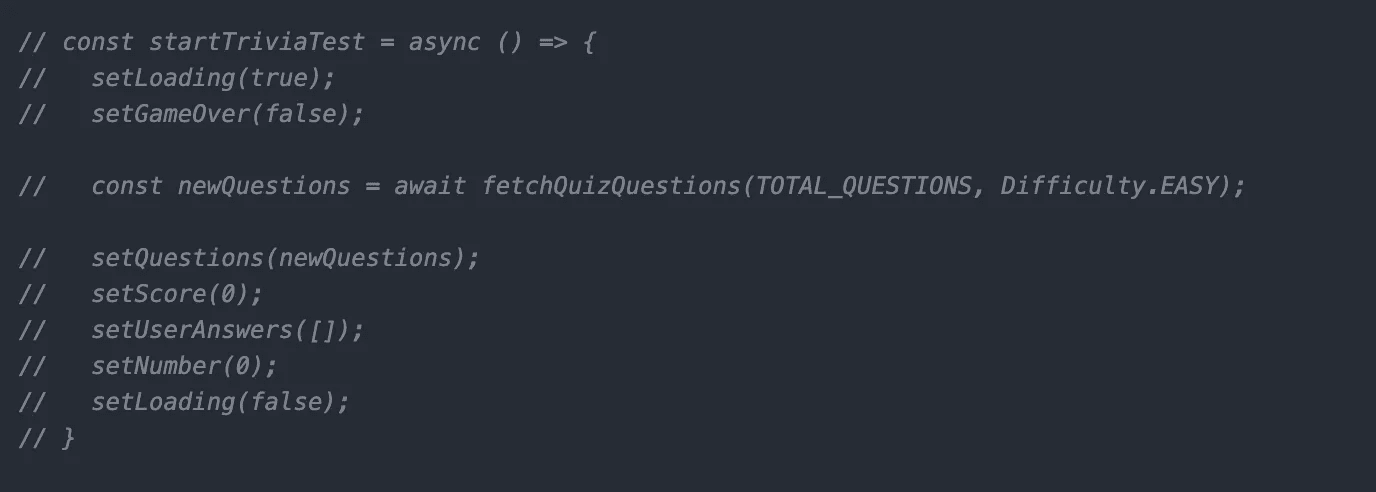 // const startTriviaTest = async () => {
//   setLoading(true);
//   setGameOver(false);
//   const newQuestions = await fetchQuizQuestions(TOTAL_QUESTIONS, Difficulty.EASY);
//   setQuestions(newQuestions);
//   setScore(0);
//   setUserAnswers([]);
//   setNumber(0);
//   setLoading(false);
// }